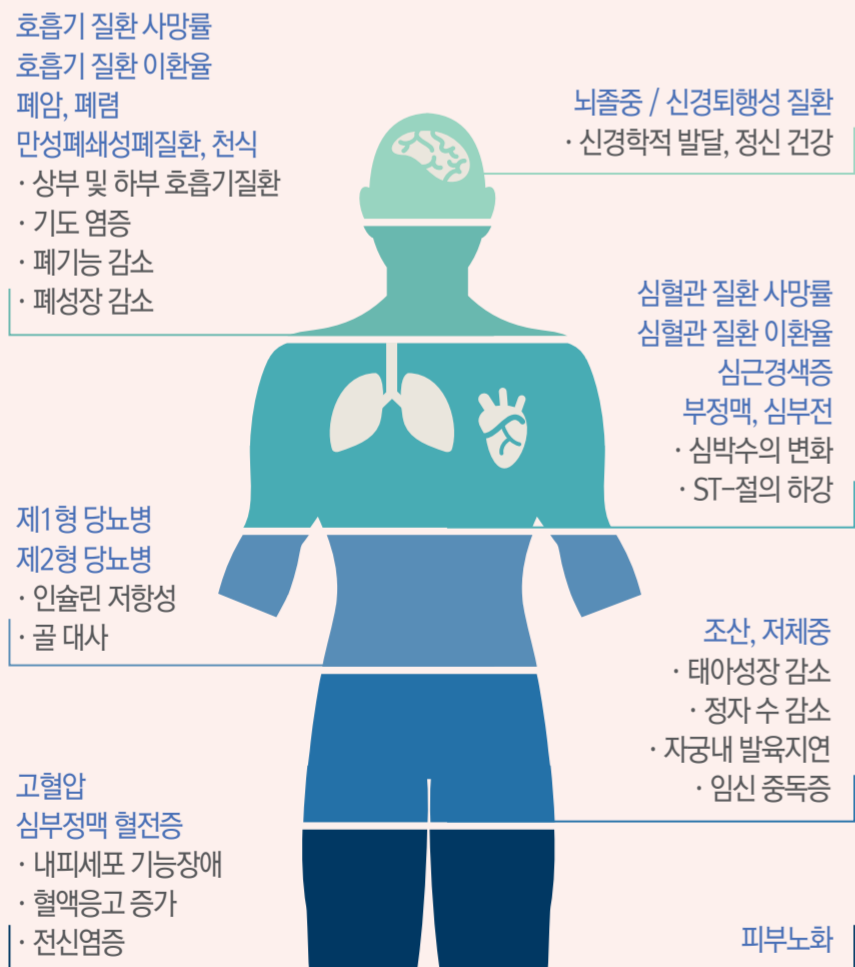 호흡기 질환 사망률
호흡기 질환 이환율
폐암, 폐렴
만성폐쇄성폐질환, 천식
· 상부 및 하부 호흡기질환
· 기도 염증
· 폐기능 감소
· 폐성장 감소
뇌졸중 / 신경퇴행성 질환
· 신경학적 발달, 정신 건강
심혈관 질환 사망률
심혈관 질환 이환율
심근경색증
부정맥, 심부전
· 심박수의 변화
· ST-절의 하강
제1형 당뇨병
제2형 당뇨병
· 인슐린 저항성
· 골 대사
조산, 저체중
· 태아성장 감소
· 정자 수 감소
· 자궁내 발육지연
· 임신 중독증
고혈압
심부정맥 혈전증
· 내피세포 기능장애
· 혈액응고 증가
· 전신염증
피부노화